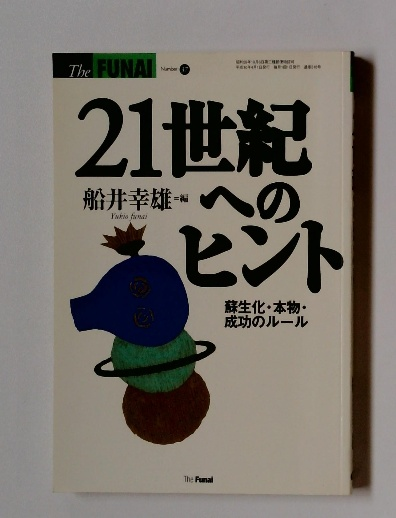 The FUNAI Number 17
21世紀
への
ヒント
船井幸雄=編
Yukio funai
蘇生化・本物・
成功のルール
The Funai